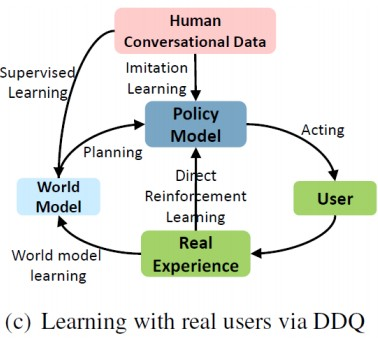 Human
Conversational Data
Supervised
Learning
Imitation
Learning
Policy
Model
Acting
Planning
Direct
Reinforcement
Learning
World
Model
User
World model
learning
Real
Experience
(c) Learning with real users via DDQ